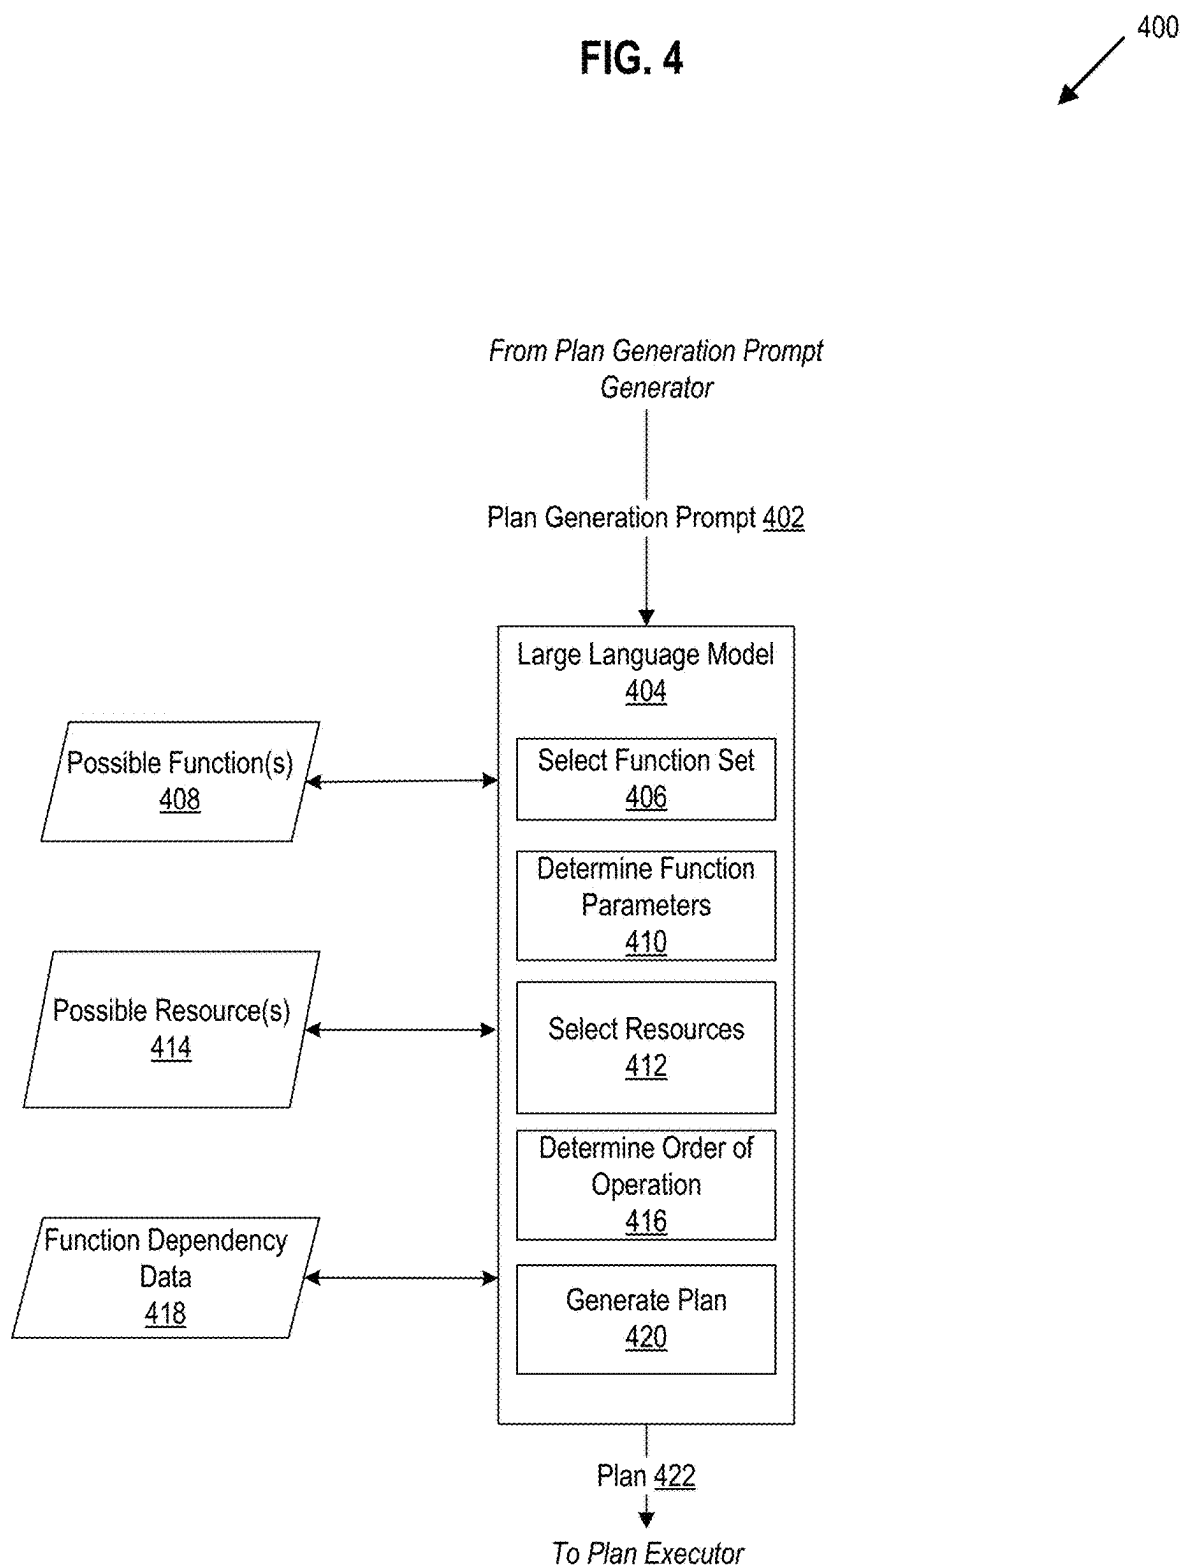 400
FIG. 4
From Plan Generation Prompt
Generator
Plan Generation Prompt 402
Large Language Model
404
Possible Function(s)
408
Select Function Set
406
Determine Function
Parameters
410
Possible Resource(s)
414
Select Resources
412
Determine Order of
Operation
416
Function Dependency
Data
418
Generate Plan
420
Plan 422
To Plan Executor